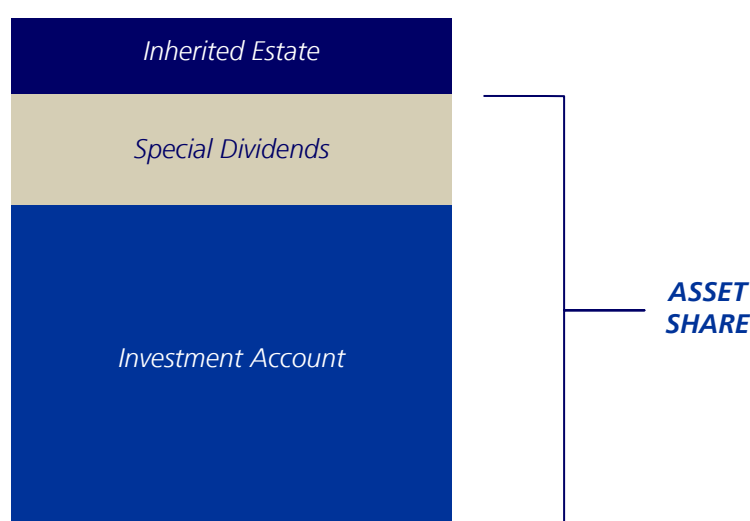 Inherited Estate
Special Dividends
ASSET
SHARE
Investment Account